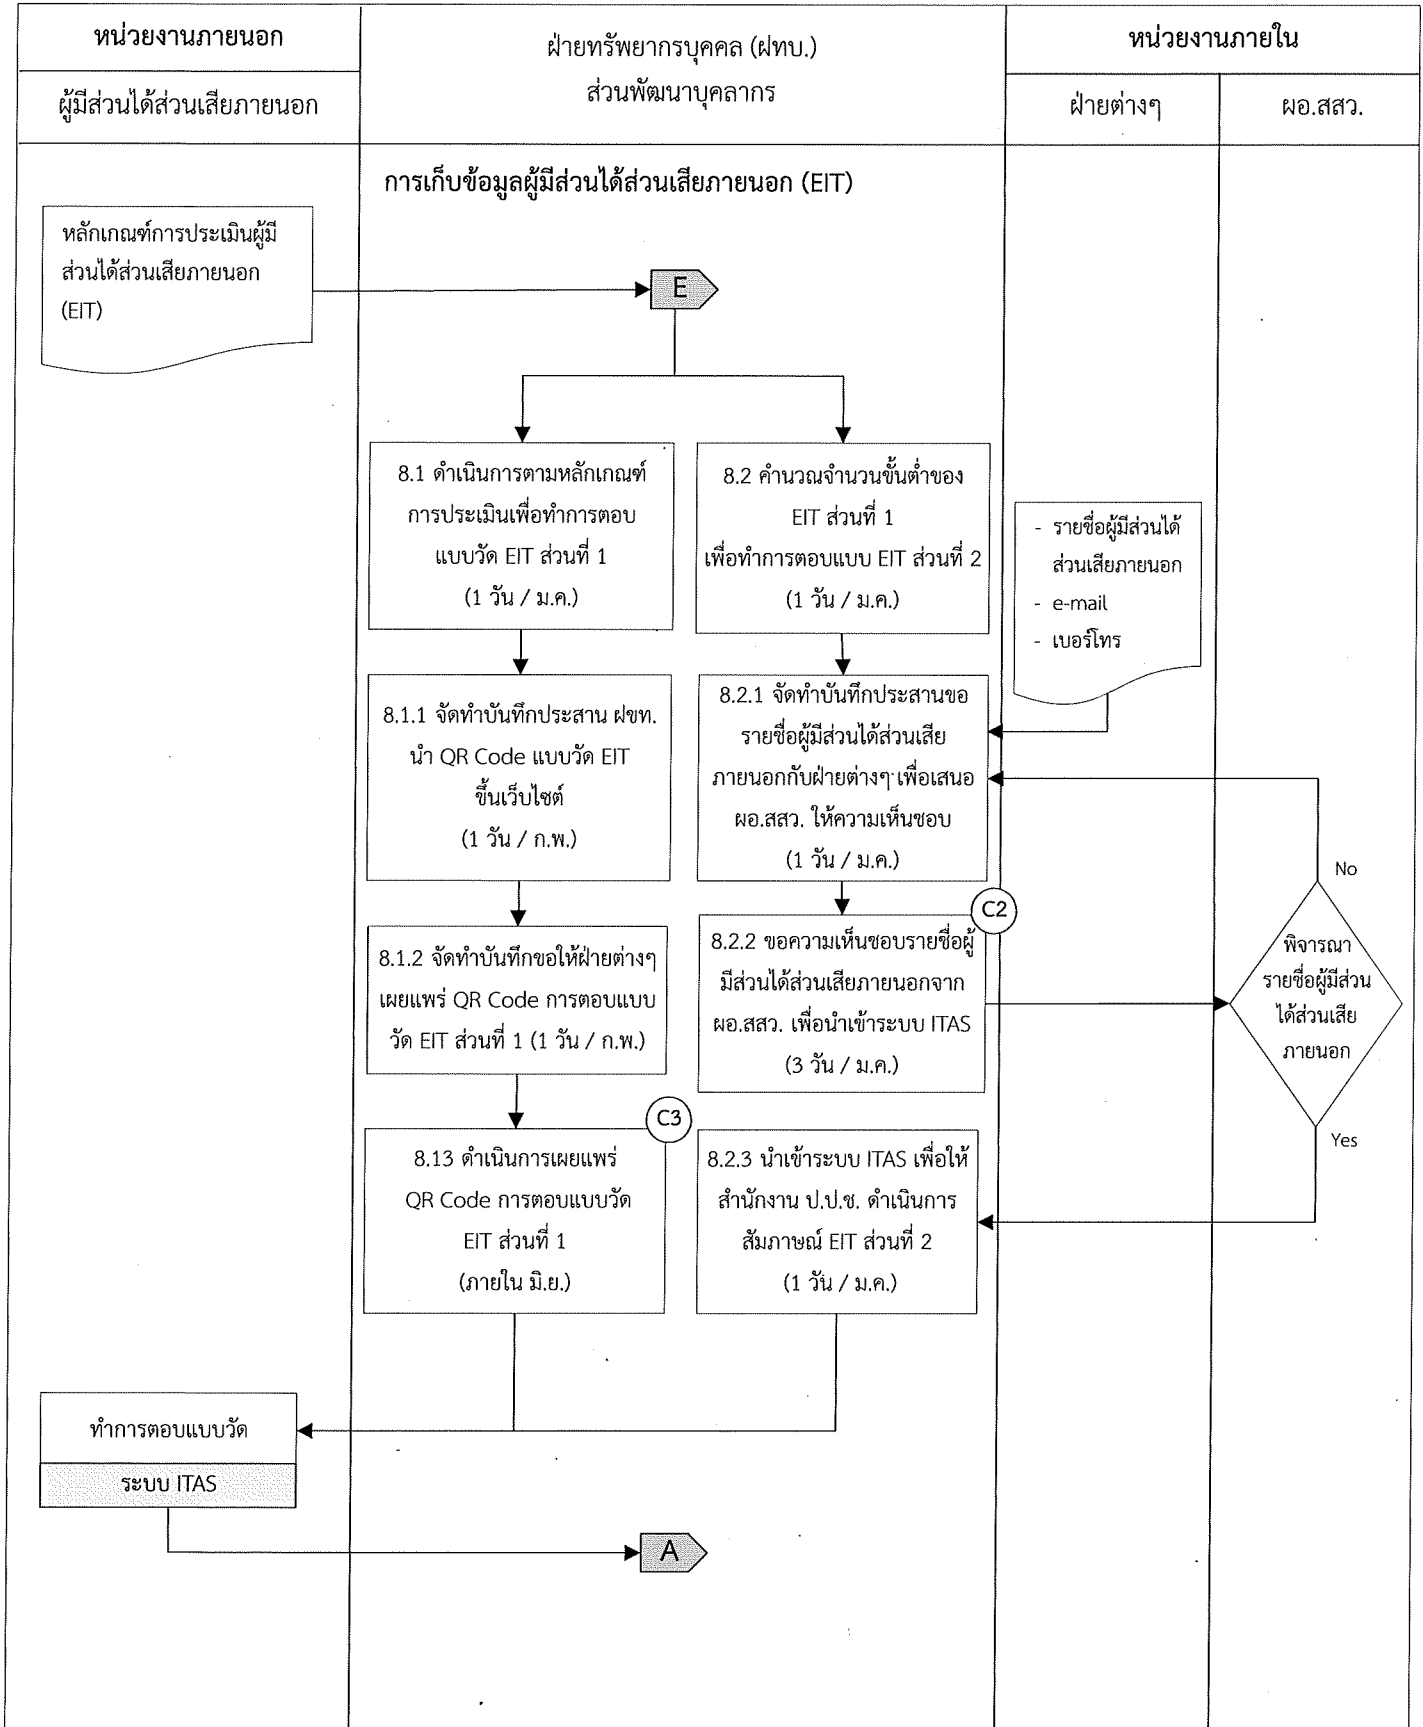 หน่วยงานภายนอก
ผู้มีส่วนได้ส่วนเสียภายนอก
ฝ่ายทรัพยากรบุคคล (ฝทบ.)
ส่วนพัฒนาบุคลากร
หน่วยงานภายใน
ฝ่ายต่างๆ
ผอ.สสว.
การเก็บข้อมูลผู้มีส่วนได้ส่วนเสียภายนอก (EIT)
หลักเกณฑ์การประเมินผู้มี
ส่วนได้ส่วนเสียภายนอก
(EIT)
E
8.1 ดำเนินการตามหลักเกณฑ์
การประเมินเพื่อทำการตอบ
แบบวัด EIT ส่วนที่ 1
(1 วัน / ม.ค.)
8.2 คำนวณจำนวนขั้นต่ำของ
EIT ส่วนที่ 1
เพื่อทำการตอบแบบ EIT ส่วนที่ 2
(1 วัน / ม.ค.)
- รายชื่อผู้มีส่วนได้
ส่วนเสียภายนอก
- e-mail
- เบอร์โทร
8.1.1 จัดทำบันทึกประสาน ฝขท.
นำ QR Code แบบวัด EIT
ขึ้นเว็บไซต์
(1 วัน / ก.พ.)
8.2.1 จัดทำบันทึกประสานขอ
รายชื่อผู้มีส่วนได้ส่วนเสีย
ภายนอกกับฝ่ายต่างๆ เพื่อเสนอ
ผอ.สสว. ให้ความเห็นชอบ
(1 วัน / ม.ค.)
No
8.1.2 จัดทำบันทึกขอให้ฝ่ายต่างๆ
เผยแพร่ QR Code การตอบแบบ
วัด EIT ส่วนที่ 1 (1 วัน / ก.พ.)
C2
8.2.2 ขอความเห็นชอบรายชื่อผู้
มีส่วนได้ส่วนเสียภายนอกจาก
ผอ.สสว. เพื่อนำเข้าระบบ ITAS
(3 วัน / ม.ค.)
พิจารณา
รายชื่อผู้มีส่วน
ได้ส่วนเสีย
ภายนอก
Yes
C3
8.13 ดำเนินการเผยแพร่
QR Code การตอบแบบวัด
EIT ส่วนที่ 1
(ภายใน มิ.ย.)
8.2.3 นำเข้าระบบ ITAS เพื่อให้
สำนักงาน ป.ป.ช. ดำเนินการ
สัมภาษณ์ EIT ส่วนที่ 2
(1 วัน / ม.ค.)
ทำการตอบแบบวัด
ระบบ ITAS
A